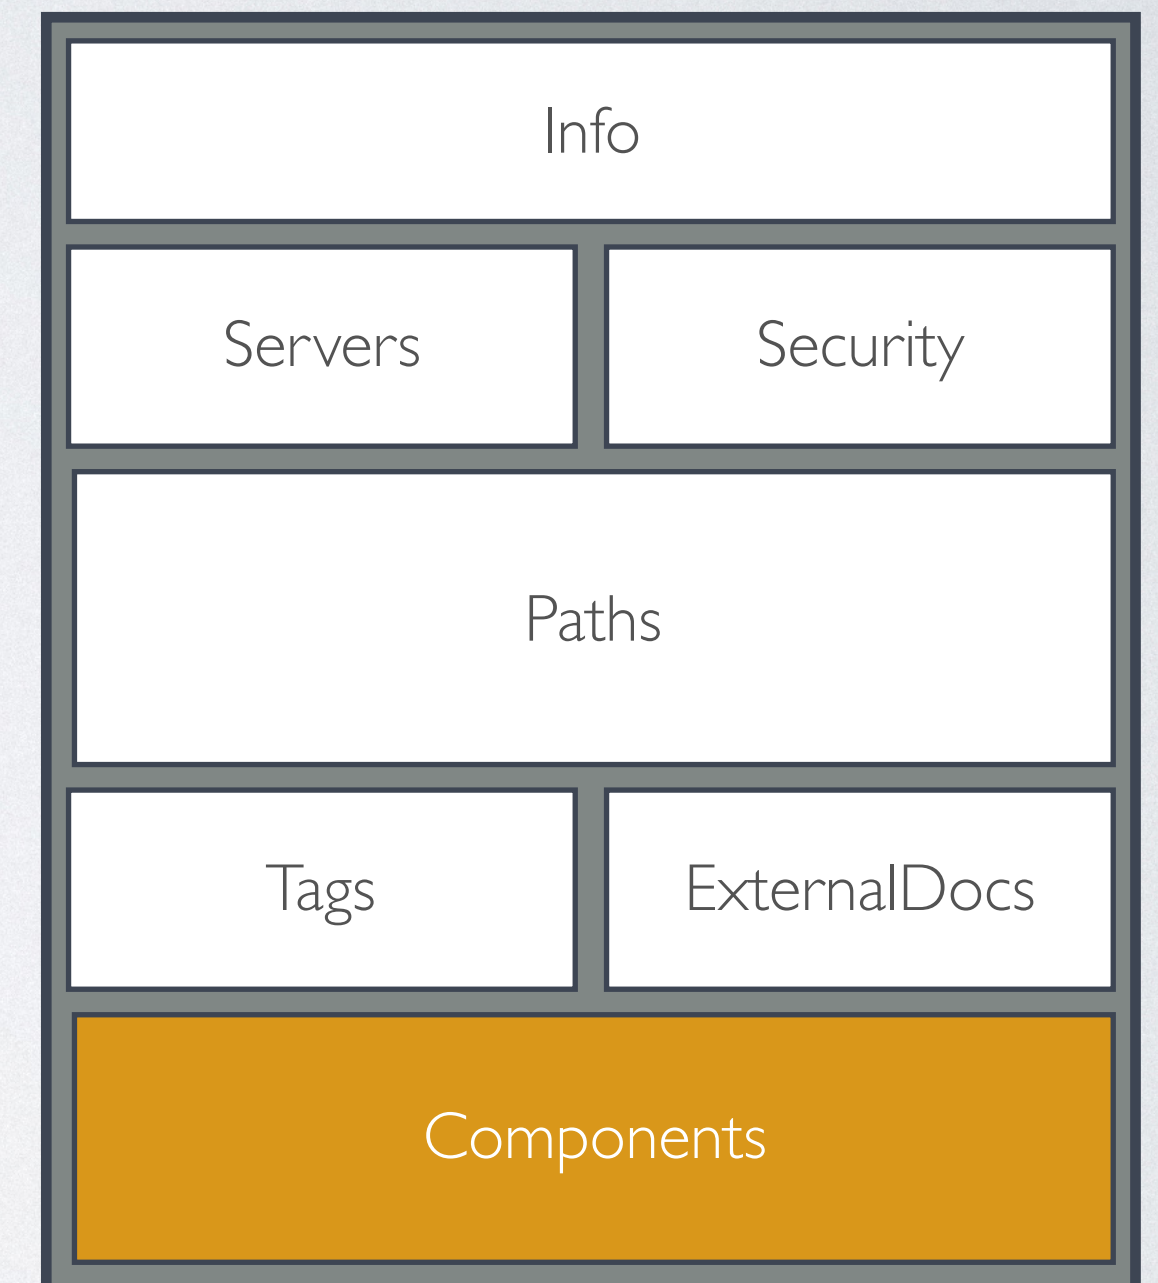 Info
Servers
Security
Paths
Tags
ExternalDocs
Components